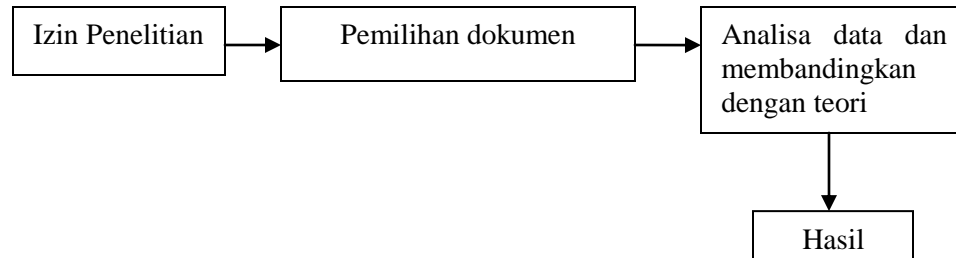 Izin Penelitian
Pemilihan dokumen
Analisa data dan
membandingkan
dengan teori
Hasil